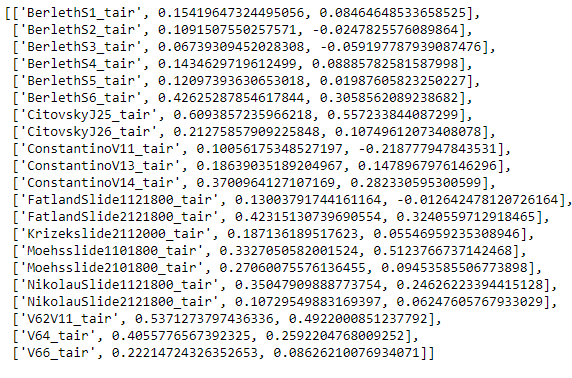 [['BerlethS1_tair', 0.15419647324495056, 0.08464648533658525],
['BerlethS2_tair', 0.1091507550257571, -0.0247825576089864],
['BerlethS3_tair', 0.06739309452028308, -0.059197787939087476],
['BerlethS4_tair', 0.1434629719612499, 0.08885782581587998],
['BerlethS5_tair', 0.12097393630653018, 0.01987605823250227],
['BerlethS6_tair', 0.42625287854617844, 0.3058562089238682],
['CitovskyJ25_tair', 0.6093857235966218, 0.557233844087299],
['CitovskyJ26_tair', 0.21275857909225848, 0.10749612073408078],
['ConstantinoV11_tair', 0.10056175348527197, -0.218777947843531],
['ConstantinoV13_tair', 0.18639035189204967, 0.1478967976146296],
['ConstantinoV14_tair', 0.3700964127107169, 0.282330595300599],
['FatlandSlide1121800_tair', 0.13003791744161164, -0.012642478120726164],
['FatlandSlide2121800_tair', 0.42315130739690554, 0.3240559712918465],
['Krizekslide2112000_tair', 0.187136189517623, 0.05546959235308946],
['Moehsslide1101800_tair', 0.3327050582001524, 0.5123766737142468],
['Moehsslide2101800_tair', 0.27060075576136455, 0.09453585506773898],
['NikolauSlide1121800_tair', 0.35047909888773754, 0.24626223394415128],
['NikolauSlide2121800_tair', 0.10729549883169397, 0.06247605767933029],
['V62V11_tair', 0.5371273797436336, 0.4922000851237792],
['V64_tair', 0.4055776567392325, 0.2592204768009252],
['V66_tair', 0.22214724326352653, 0.08626210076934071]]